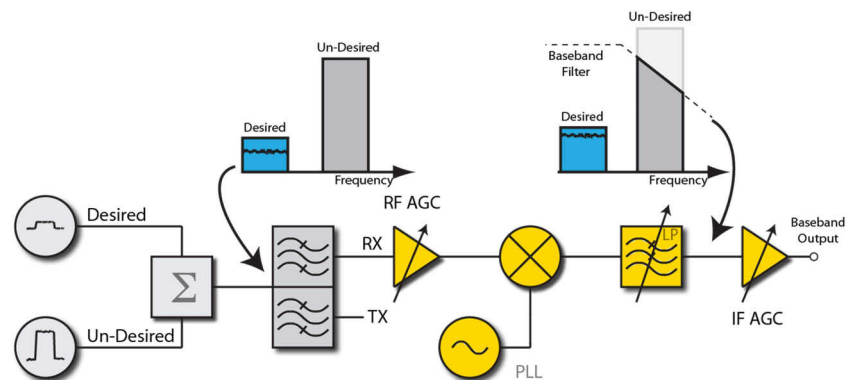 Un-Desired
Un-Desired
Baseband
Filter
Desired
Desired
Frequency
Frequency
RF AGC
Desired
RX
LP
Baseband
Output
Σ
TX
Un-Desired
IF AGC
PLL